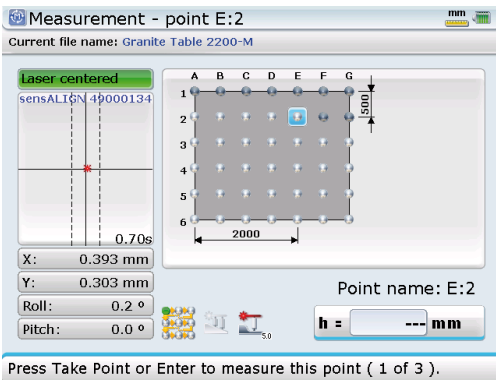 Measurement - point E:2
mm
Current file name: Granite Table 2200-M
Laser centered
sensALIGN 49000134
0.70s
A B C D E F G
1
2
3
4
5
6
500
2000
X: 0.393 mm
Y: 0.303 mm
Roll: 0.2 º
Pitch: 0.0 º
5.0
Point name: E:2
h = --- mm
Press Take Point or Enter to measure this point ( 1 of 3 ).